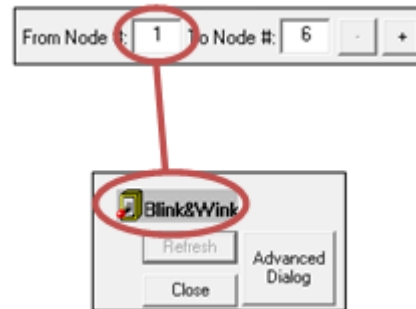 From Node #: 1 To Node #: 6 - +
Blink&Wink
Refresh
Advanced
Dialog
Close